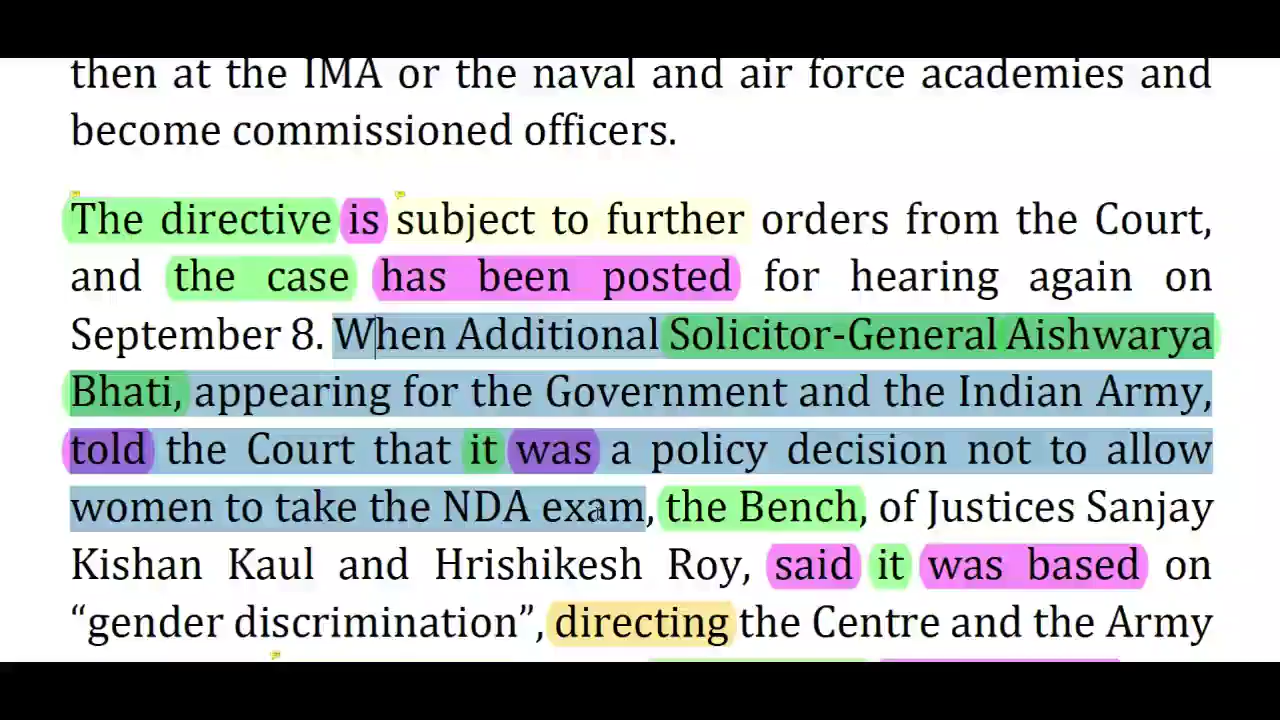 then at the IMA or the naval and air force academies and
become commissioned officers.
The directive is subject to further orders from the Court,
and the case has been posted for hearing again on
September 8. When Additional Solicitor-General Aishwarya
Bhati, appearing for the Government and the Indian Army,
told the Court that it was a policy decision not to allow
women to take the NDA exam, the Bench, of Justices Sanjay
Kishan Kaul and Hrishikesh Roy, said it was based on
“gender discrimination”, directing the Centre and the Army